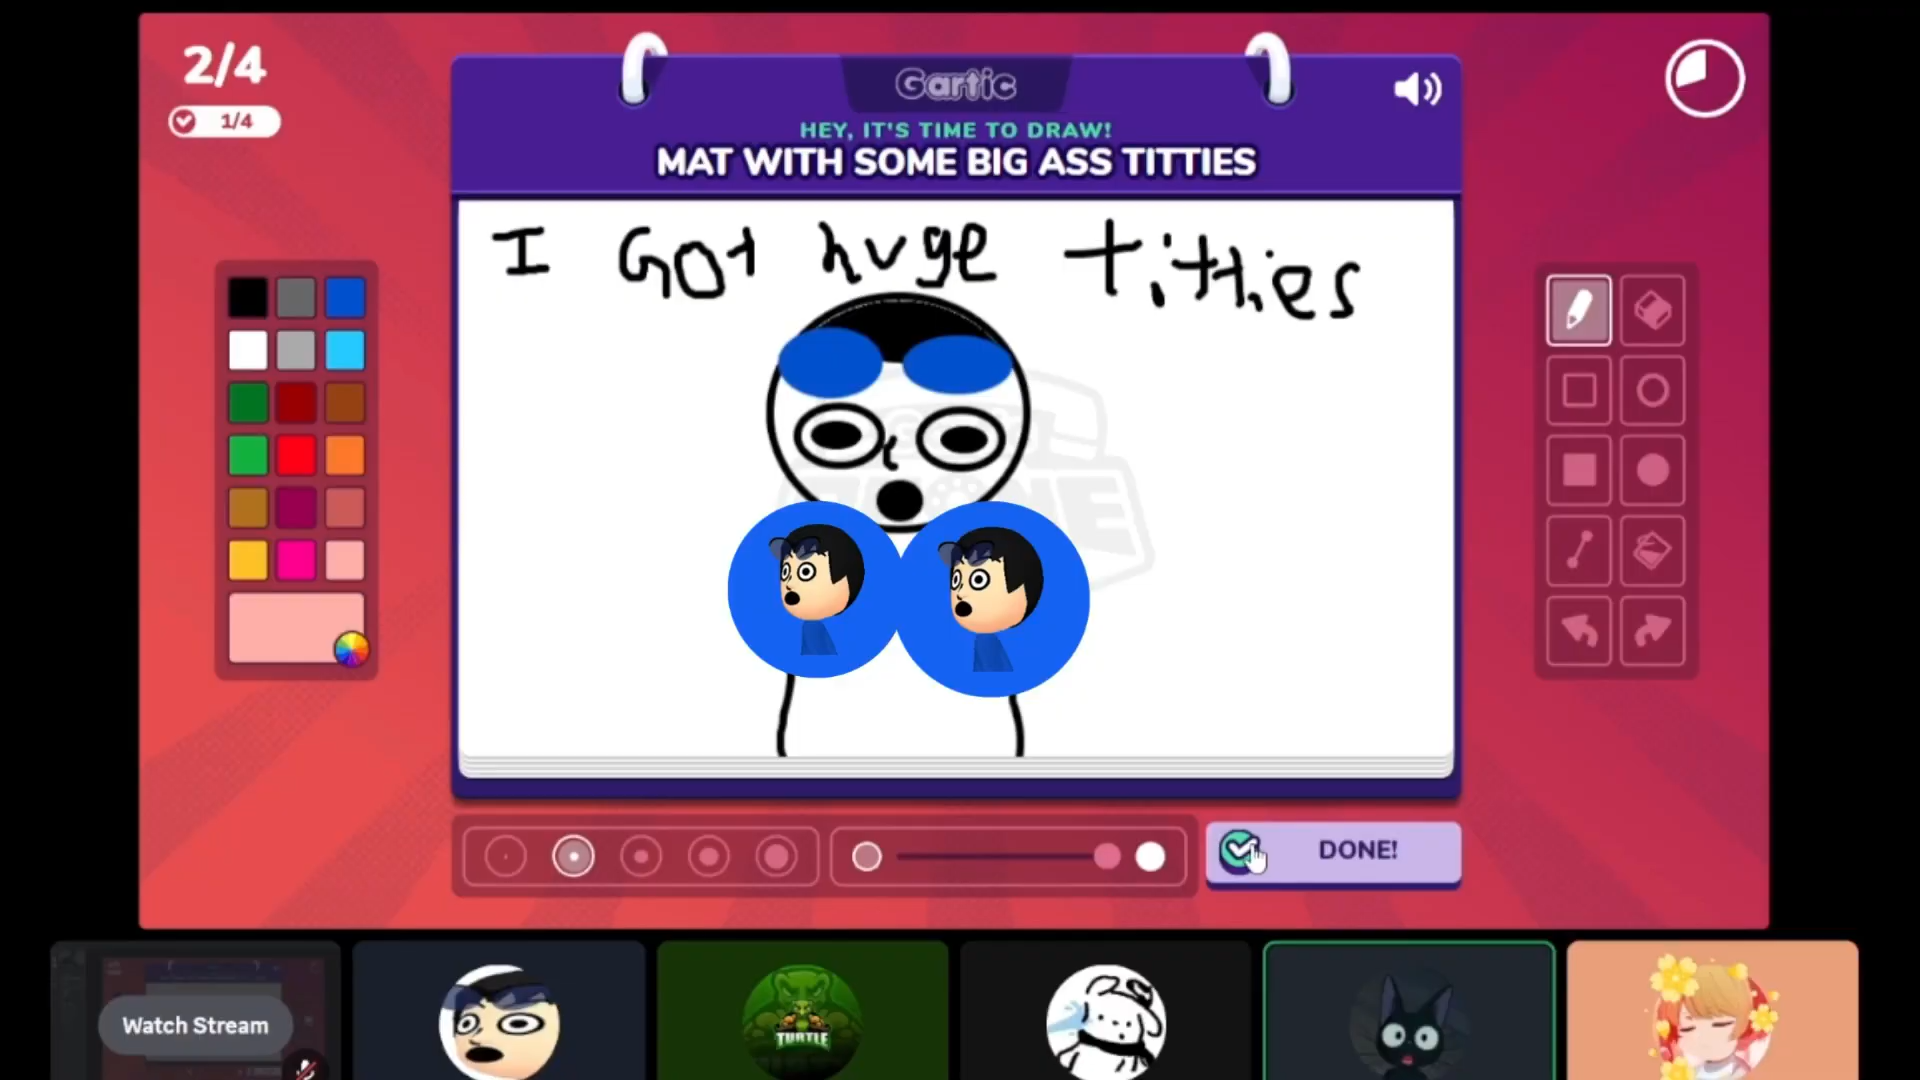 2/4
1/4
Gartic
HEY, IT'S TIME TO DRAW!
MAT WITH SOME BIG ASS TITTIES
I Got huge titties
PHONE
DONE!
Watch Stream
TURTLE